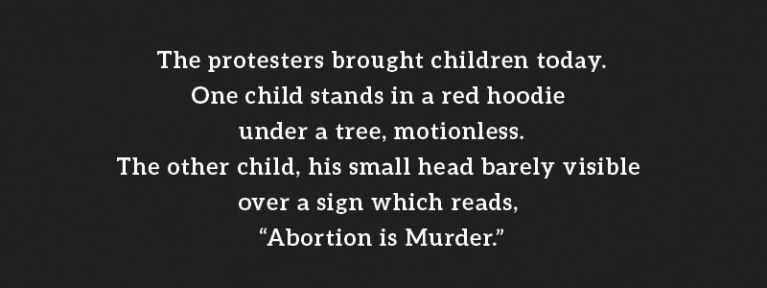 The protesters brought children today.
One child stands in a red hoodie
under a tree, motionless.
The other child, his small head barely visible
over a sign which reads,
“Abortion is Murder.”